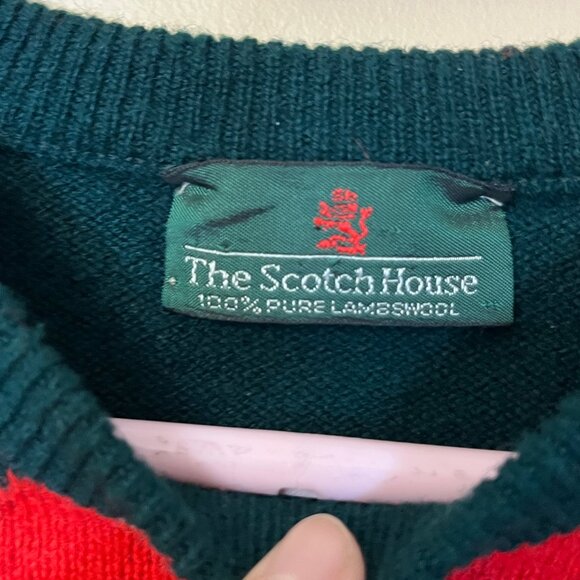 The Scotch House
100% PURE LAMBSWOOL